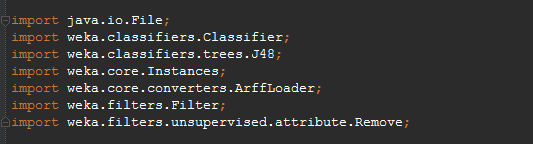 import java.io.File;
import weka.classifiers.Classifier;
import weka.classifiers.trees.J48;
import weka.core.Instances;
import weka.core.converters.ArffLoader;
import weka.filters.Filter;
import weka.filters.unsupervised.attribute.Remove;